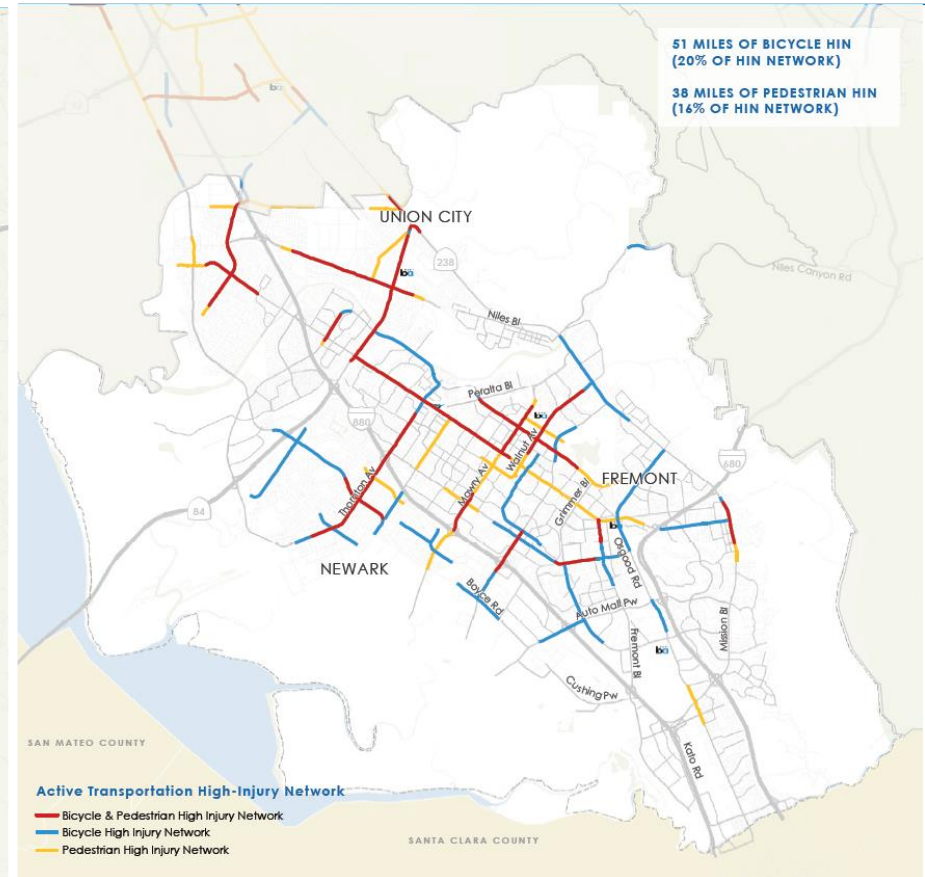 51 MILES OF BICYCLE HIN
(20% OF HIN NETWORK)
38 MILES OF PEDESTRIAN HIN
(16% OF HIN NETWORK)
UNION CITY
238
Niles Canyon Rd
Niles Bl
Peralta Bl
880
Walnut Av
Mowry Av
680
FREMONT
Grimmer Bl
Thornton Av
84
Osgood Rd
NEWARK
Boyce Rd
Auto Mall Pw
Mission Bl
Fremont Bl
Cushing Pw
SAN MATEO COUNTY
Kato Rd
Active Transportation High-Injury Network
Bicycle & Pedestrian High Injury Network
Bicycle High Injury Network
Pedestrian High Injury Network
SANTA CLARA COUNTY